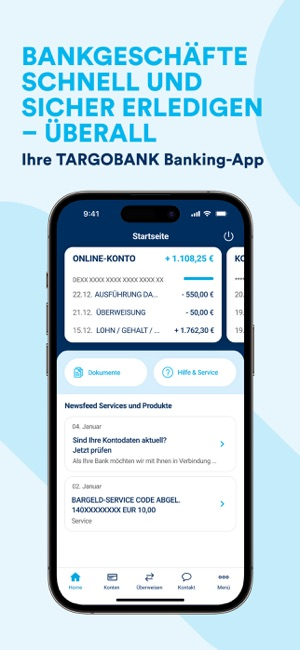 BANKGESCHÄFTE
SCHNELL UND
SICHER ERLEDIGEN
– ÜBERALL
Ihre TARGOBANK Banking-App
9:41
Startseite
ONLINE-KONTO + 1.108,25 €
DEXX XXXX XXXX XXXX XXXX XX
22.12. AUSFÜHRUNG DA... - 550,00 €
21.12. ÜBERWEISUNG - 50,00 €
15.12. LOHN / GEHALT / ... + 1.762,30 €
Dokumente
Hilfe & Service
Newsfeed Services und Produkte
04. Januar
Sind Ihre Kontodaten aktuell?
Jetzt prüfen
Als Ihre Bank möchten wir mit Ihnen in Verbindung ...
02. Januar
BARGELD-SERVICE CODE ABGEL.
140XXXXXXXX EUR 10,00
Service
Home Konten Überweisen Kontakt Menü